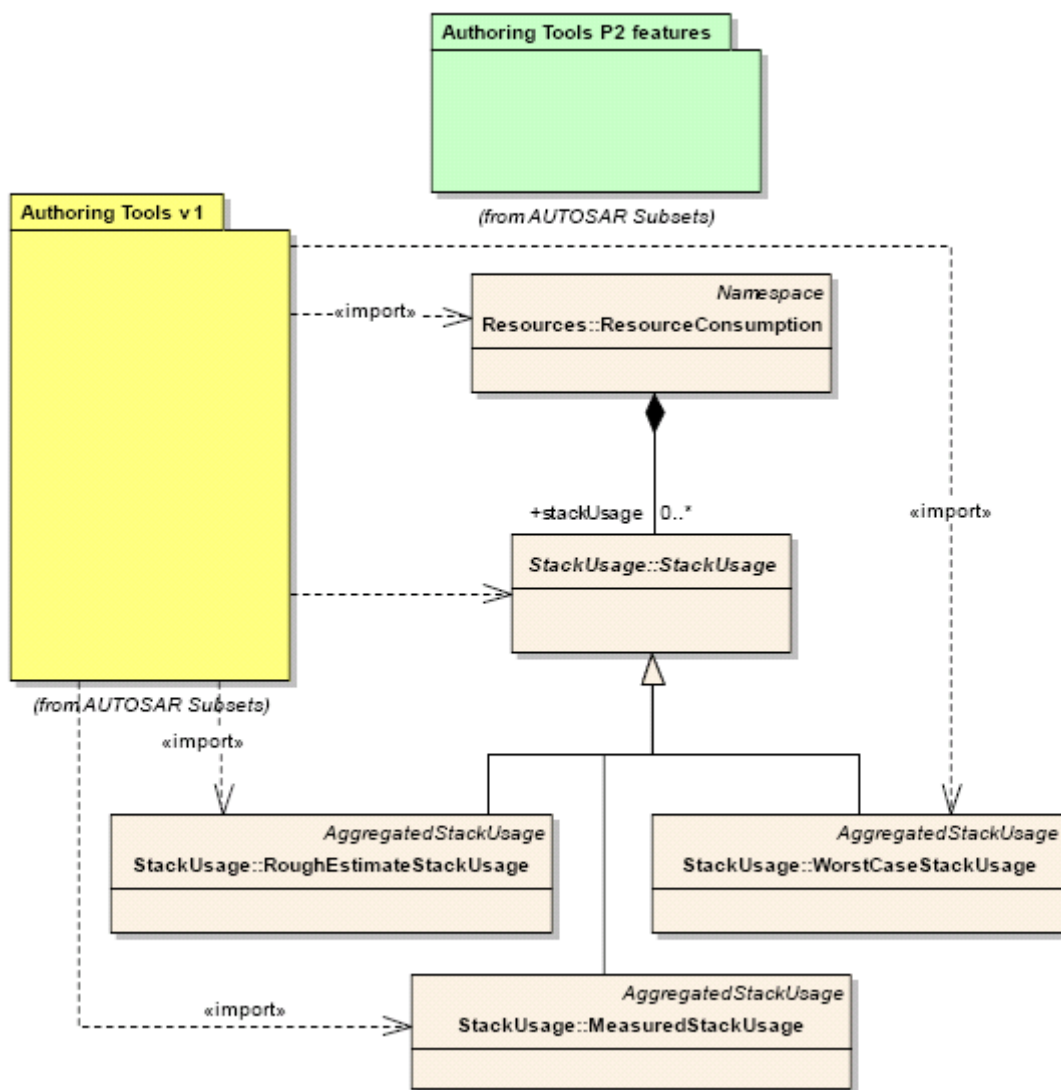 Authoring Tools P2 features
(from AUTOSAR Subsets)
Authoring Tools v1
Namespace
Resources::ResourceConsumption
«import»
+stackUsage 0..*
«import»
StackUsage::StackUsage
(from AUTOSAR Subsets)
«import»
AggregatedStackUsage
StackUsage::RoughEstimateStackUsage
AggregatedStackUsage
StackUsage::WorstCaseStackUsage
«import»
AggregatedStackUsage
StackUsage::MeasuredStackUsage